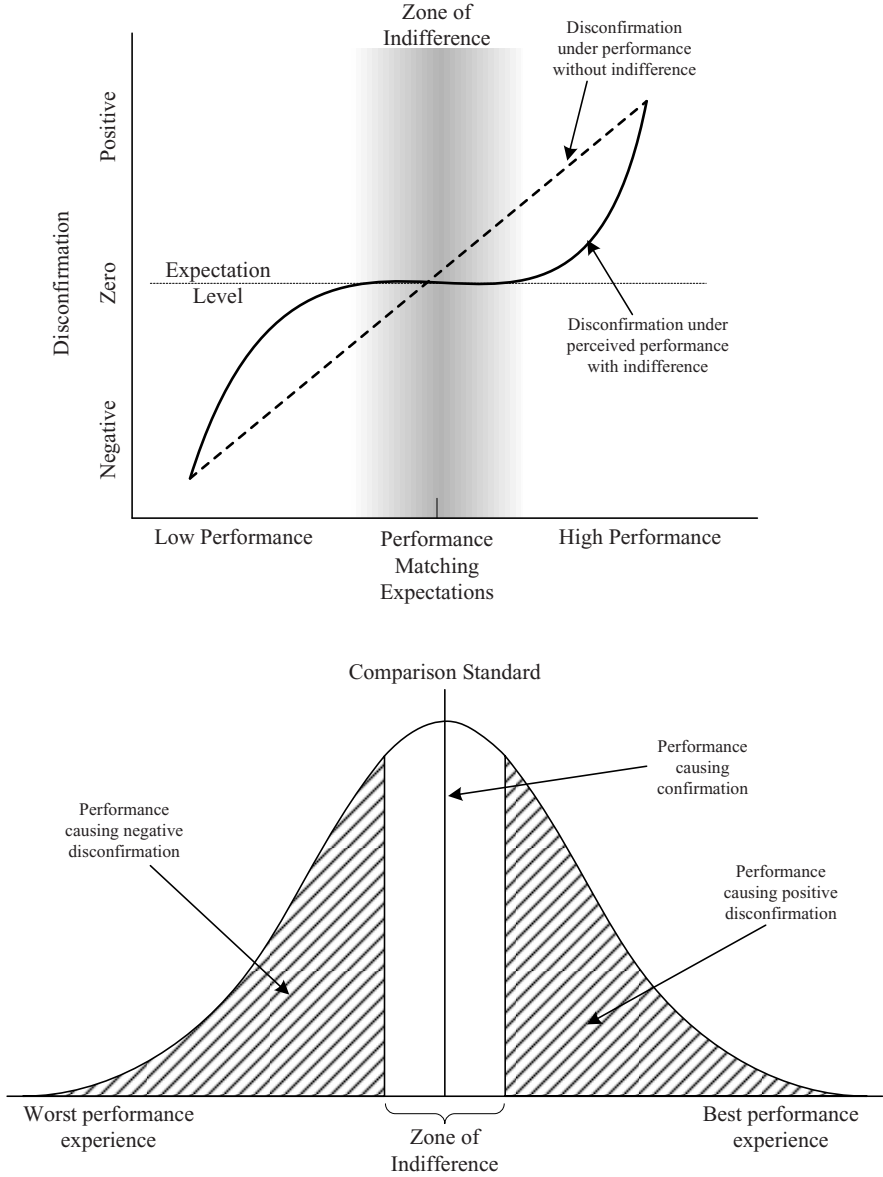 Zone of
Indifference
Disconfirmation
under performance
without indifference
Positive
Zero
Negative
Disconfirmation
Expectation
Level
Disconfirmation under
perceived performance
with indifference
Low Performance
Performance
Matching
Expectations
High Performance
Comparison Standard
Performance
causing
confirmation
Performance
causing negative
disconfirmation
Performance
causing positive
disconfirmation
Worst performance
experience
Zone of
Indifference
Best performance
experience